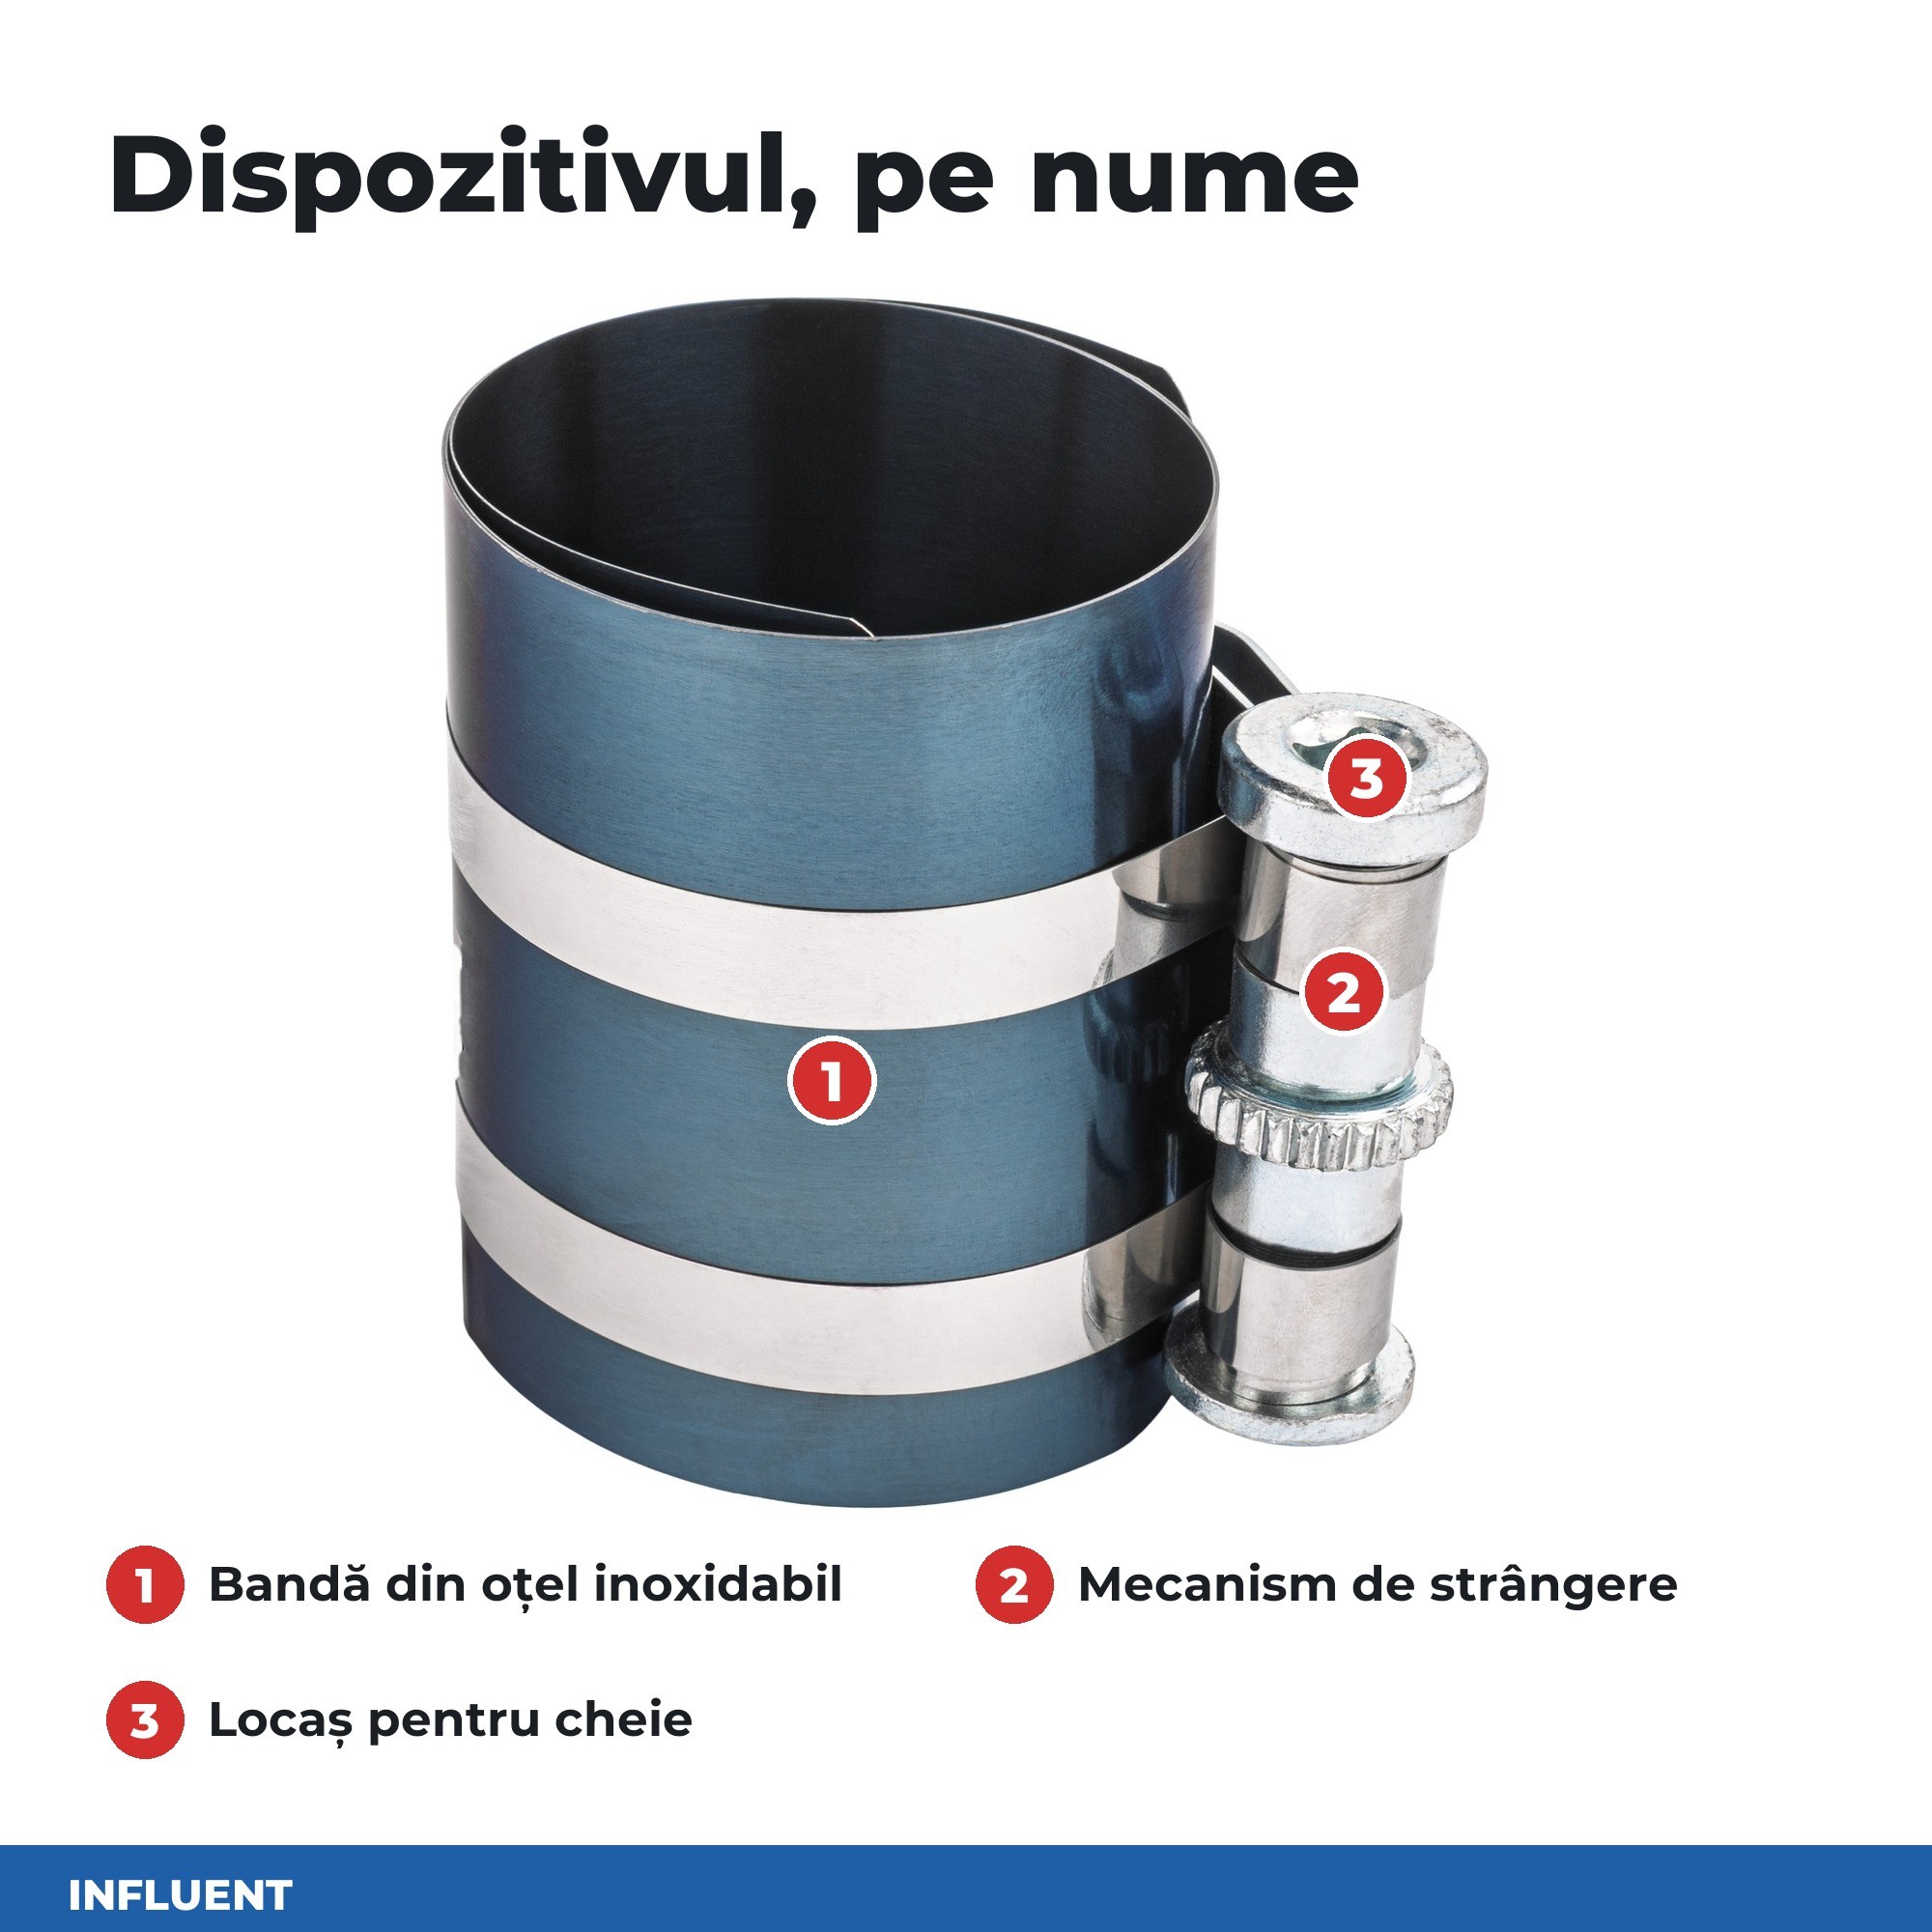 Dispozitivul, pe nume
3
2
1
1 Bandă din oțel inoxidabil
2 Mecanism de strângere
3 Locaș pentru cheie
INFLUENT